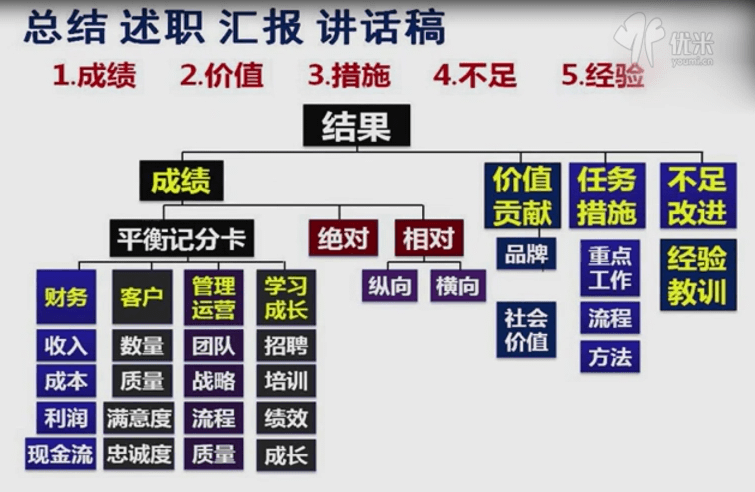 总结 述职 汇报 讲话稿
优米
youmi.cn
1.成绩 2.价值 3.措施 4.不足 5.经验
结果
成绩
价值
贡献
任务
措施
不足
改进
平衡记分卡
绝对
相对
品牌
重点
工作
经验
教训
财务
客户
管理
运营
学习
成长
纵向
横向
社会
价值
流程
方法
收入
数量
团队
招聘
成本
质量
战略
培训
利润
满意度
流程
绩效
现金流
忠诚度
质量
成长